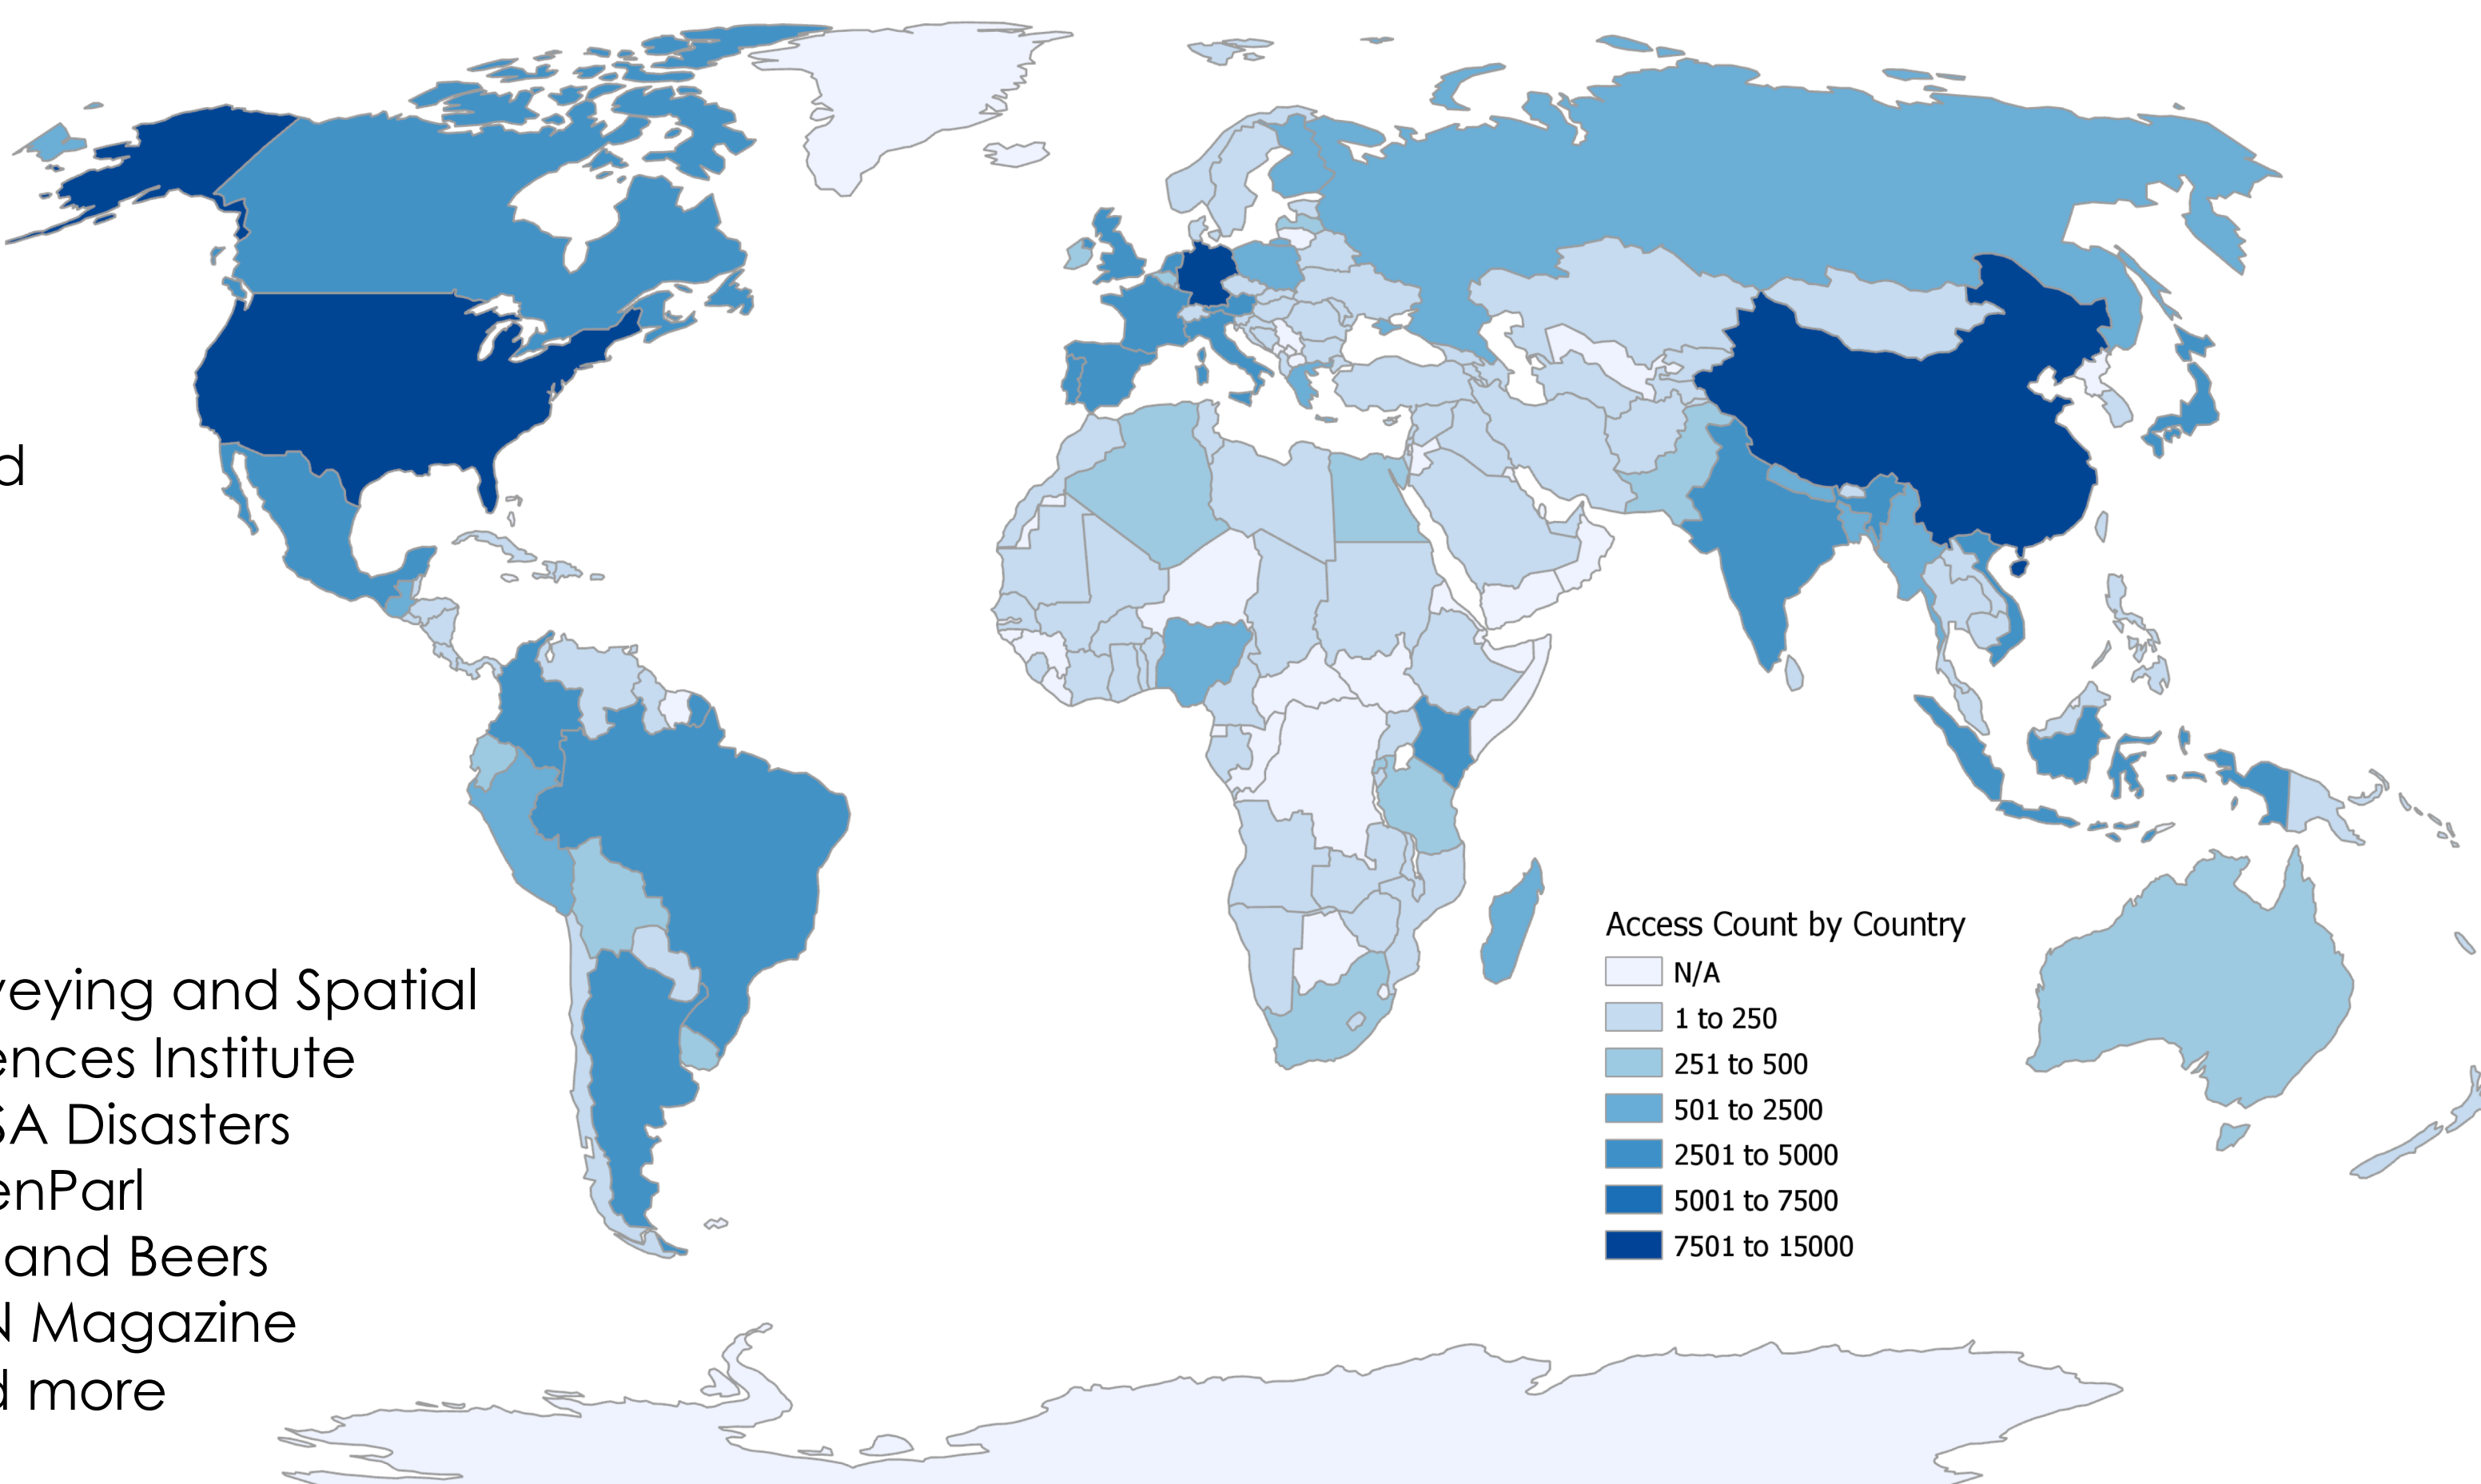 d
veying and Spatial
ences Institute
SA Disasters
enParl
and Beers
N Magazine
d more
Access Count by Country
N/A
1 to 250
251 to 500
501 to 2500
2501 to 5000
5001 to 7500
7501 to 15000